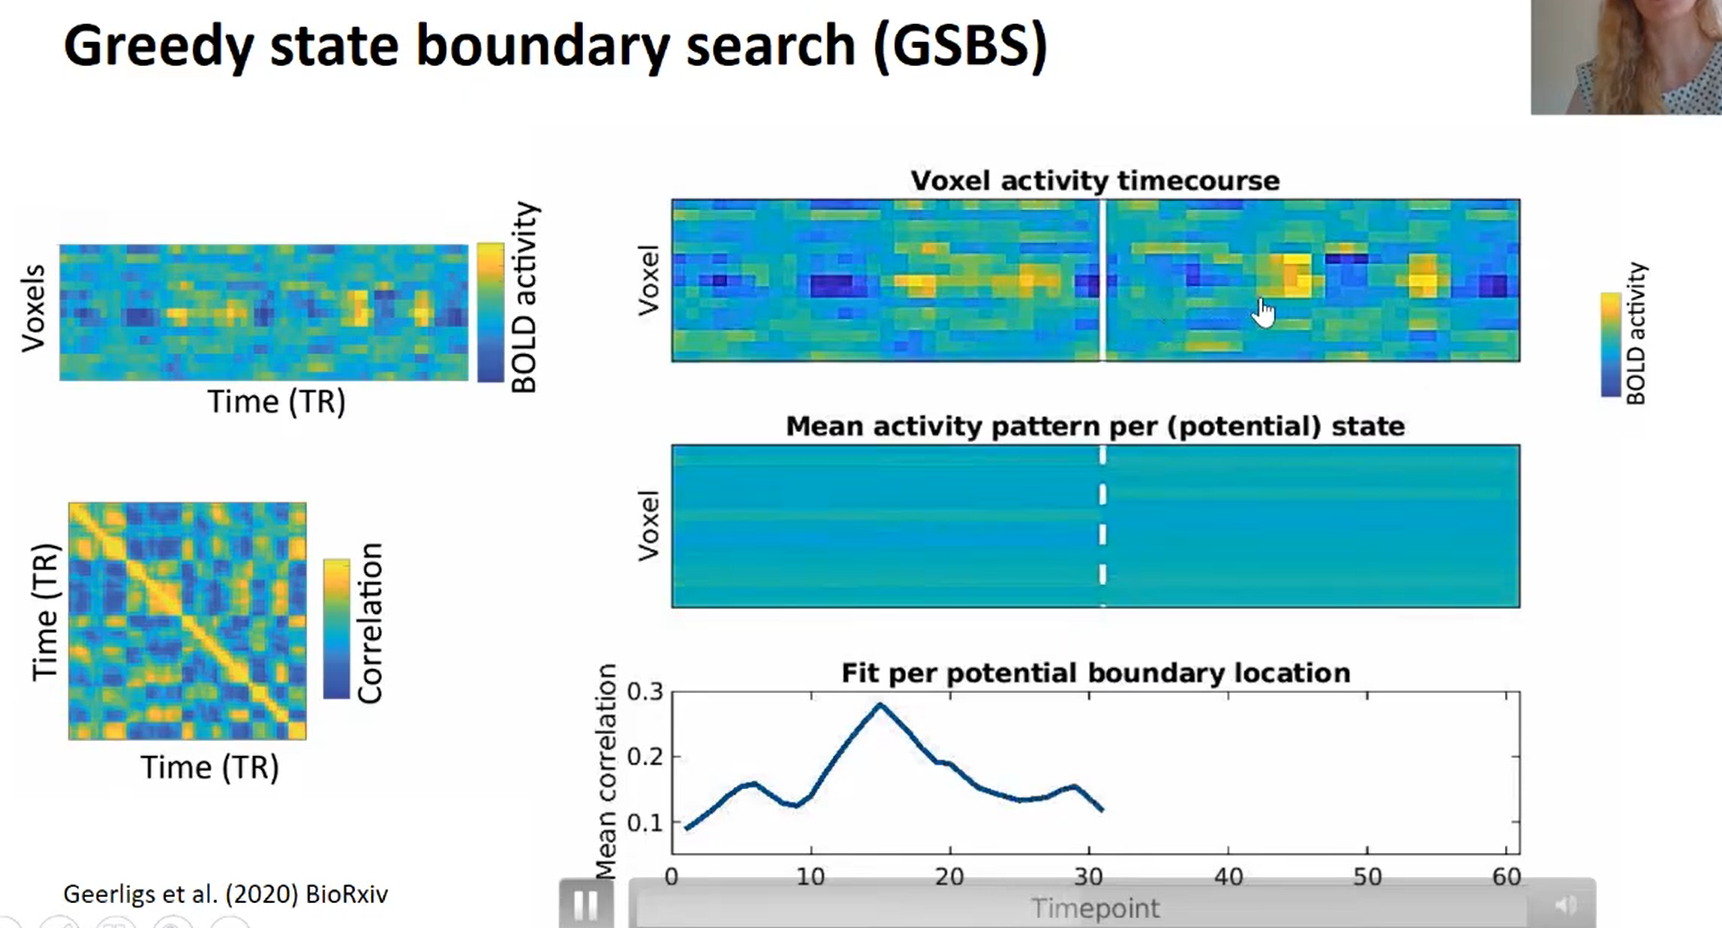 Greedy state boundary search (GSBS)
Voxels
BOLD activity
Time (TR)
Time (TR)
Correlation
Time (TR)
Geerligs et al. (2020) BioRxiv
Voxel activity timecourse
Voxel
BOLD activity
Mean activity pattern per (potential) state
Voxel
Fit per potential boundary location
Mean correlation
0.3
0.2
0.1
0 10 20 30 40 50 60
Timepoint